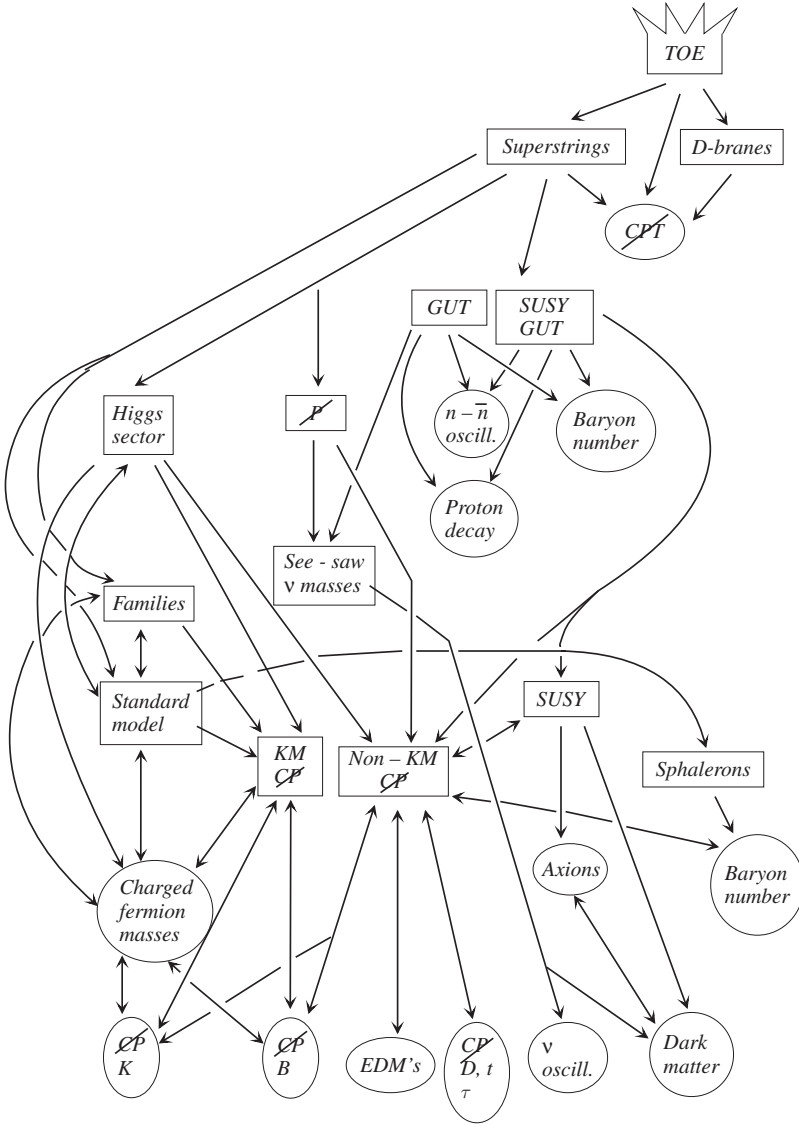 TOE
Superstrings
D-branes
CPT
GUT
SUSY
GUT
Higgs
sector
P
n – n̅
oscill.
Baryon
number
Proton
decay
See - saw
ν masses
Families
Standard
model
SUSY
KM
CP
Non – KM
CP
Sphalerons
Charged
fermion
masses
Axions
Baryon
number
CP
K
CP
B
EDM's
CP
D, t
τ
ν
oscill.
Dark
matter